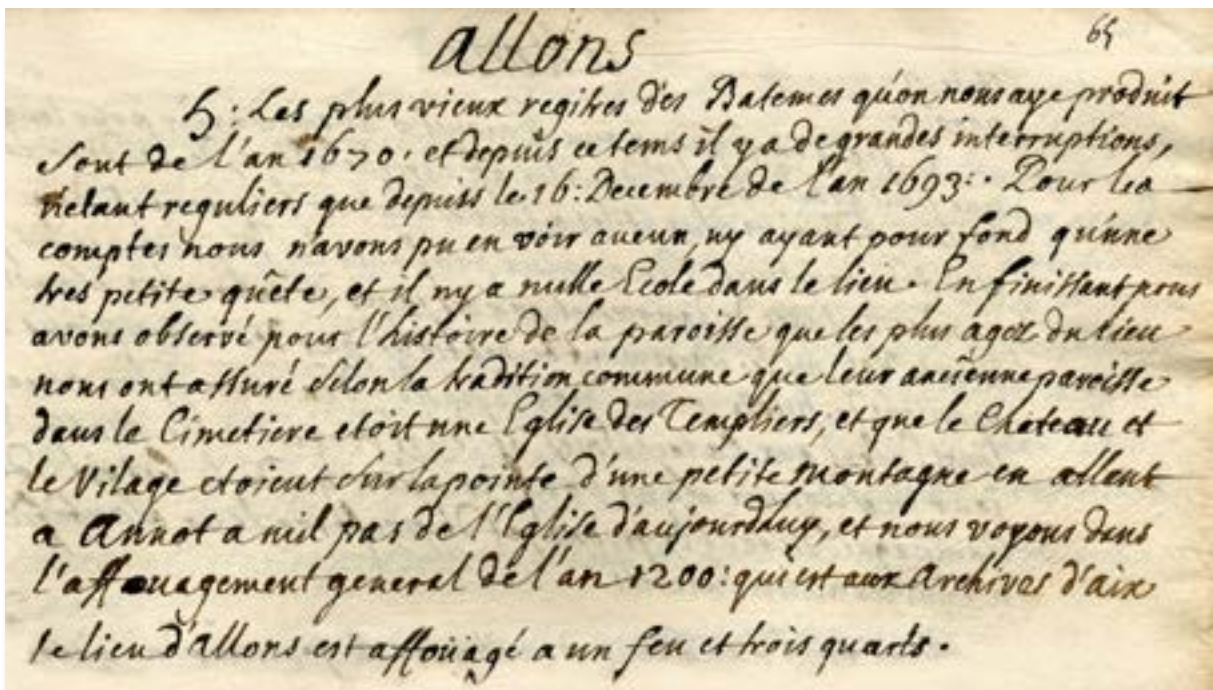 allons
65
5: Les plus vieux regitres des Batemes qu'on nous aye produit
sont de l'an 1670. et depuis ce tems il y a de grandes interruptions,
n'etant reguliers que depuis le 16: Decembre de l'an 1693: Pour les
comptes nous n'avons pu en voir aucun, ny ayant pour fond qu'une
tres petite quête, et il ny a nulle Ecole dans le lieu. En finissant nous
avons observé pour l'histoire de la paroisse que les plus agez du lieu
nous ont assuré selon la tradition commune que leur ancienne paroisse
dans le Cimetiere etoit une Eglise des Templiers, et que le Chateau et
le Vilage etoient sur la pointe d'une petite montagne en allent
a Annot a mil pas de l'Eglise d'aujourdhuy, et nous voyons dans
l'affouagement general de l'an 1200: qui est aux Archives d'aix
le lieu d'allons est affouagé a un feu et trois quarts.